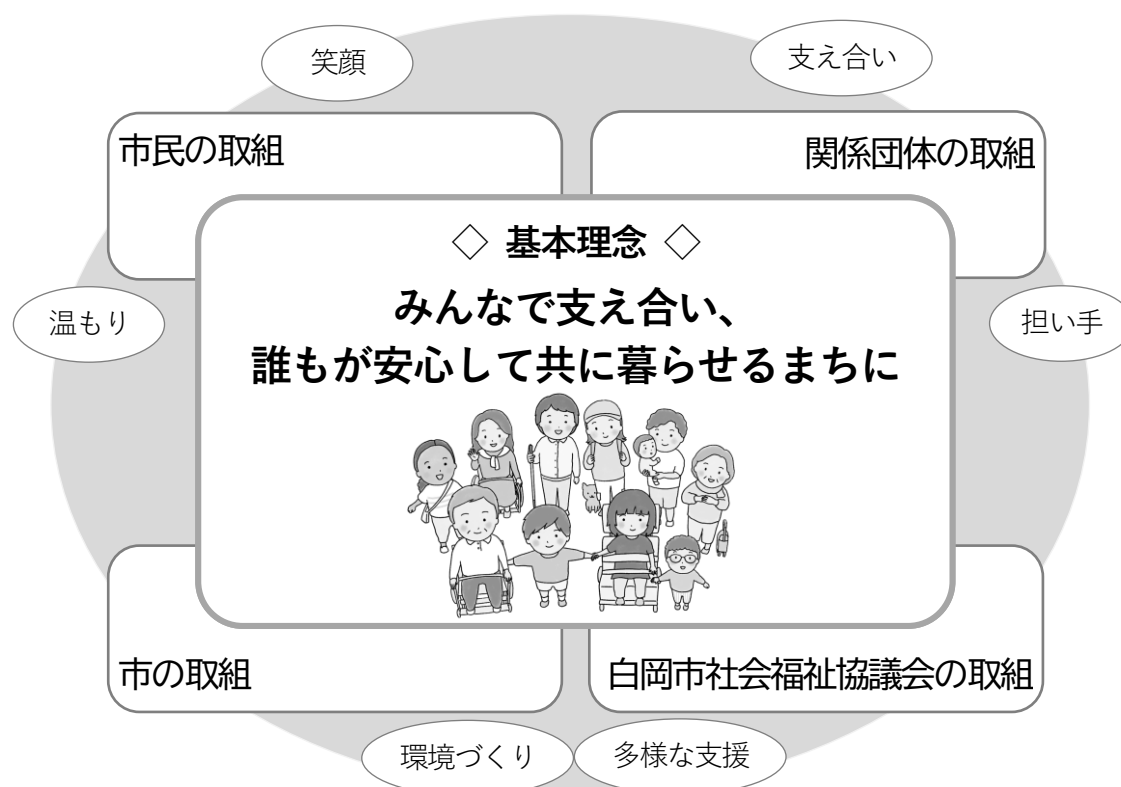 笑顔
支え合い
市民の取組
関係団体の取組
◇ 基本理念 ◇
みんなで支え合い、
誰もが安心して共に暮らせるまちに
温もり
担い手
市の取組
白岡市社会福祉協議会の取組
環境づくり
多様な支援